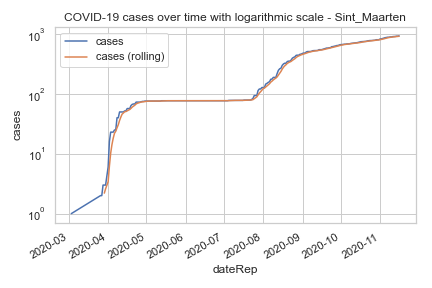 COVID-19 cases over time with logarithmic scale - Sint_Maarten
cases
cases (rolling)
10³
10²
10¹
10⁰
cases
2020-03
2020-04
2020-05
2020-06
2020-07
2020-08
2020-09
2020-10
2020-11
dateRep